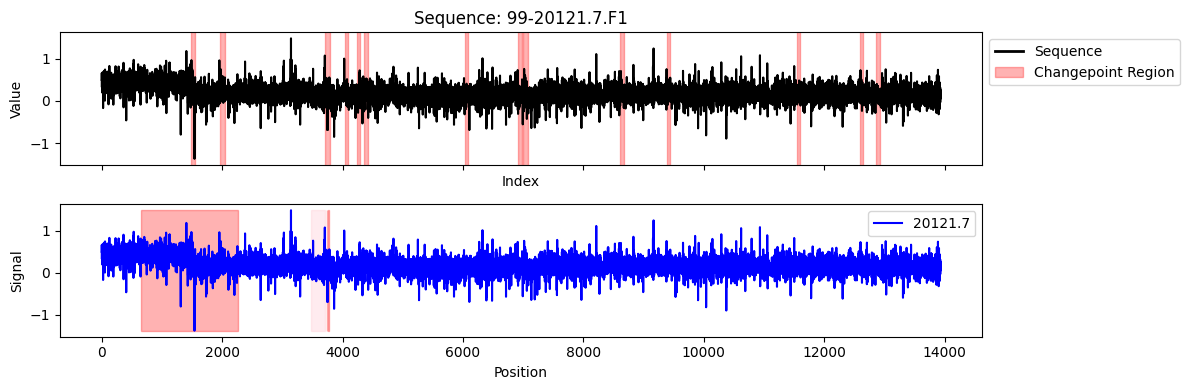 Sequence: 99-20121.7.F1
1
0
−1
Value
Index
Sequence
Changepoint Region
1
0
−1
Signal
20121.7
0 2000 4000 6000 8000 10000 12000 14000
Position